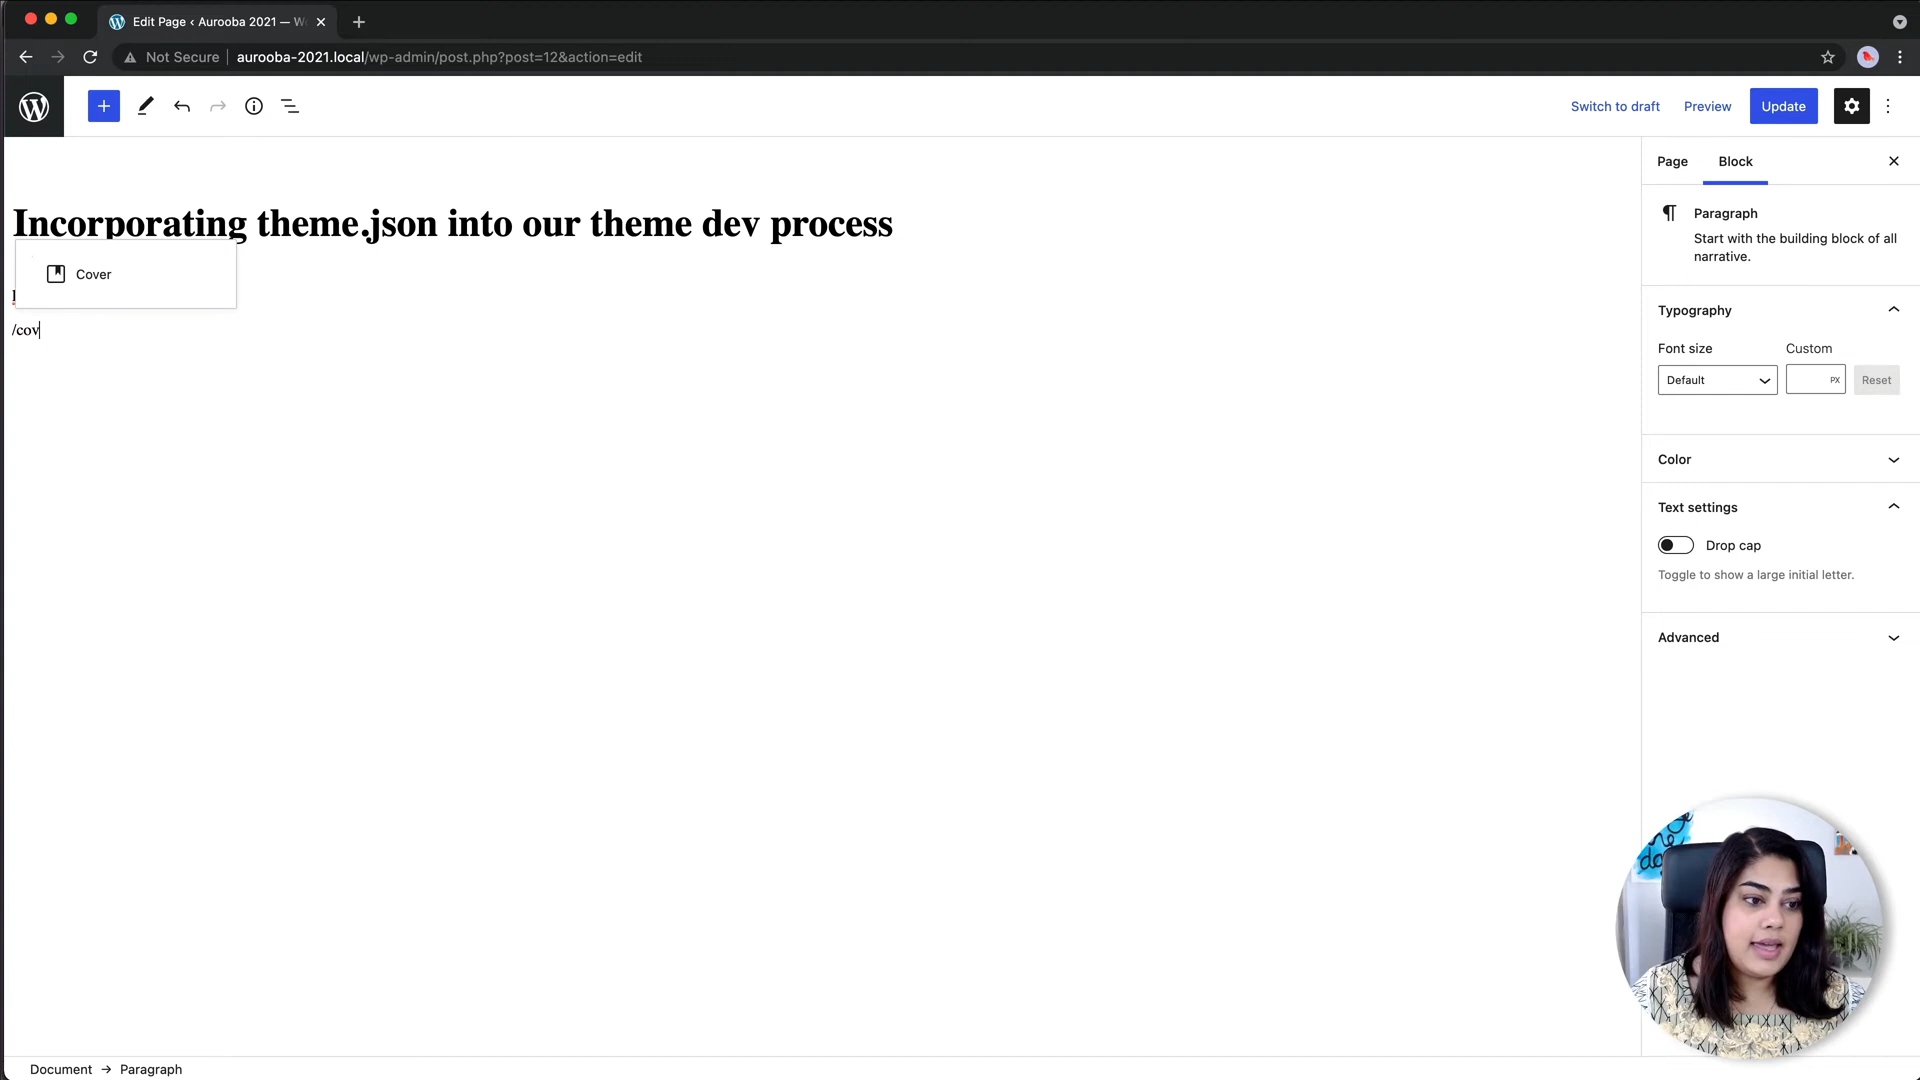 Edit Page ‹ Aurooba 2021 — W
Not Secure
aurooba-2021.local/wp-admin/post.php?post=12&action=edit
Switch to draft
Preview
Update
Page
Block
Incorporating theme.json into our theme dev process
Cover
/cov
Paragraph
Start with the building block of all
narrative.
Typography
Font size
Custom
Default
PX
Reset
Color
Text settings
Drop cap
Toggle to show a large initial letter.
Advanced
Document → Paragraph